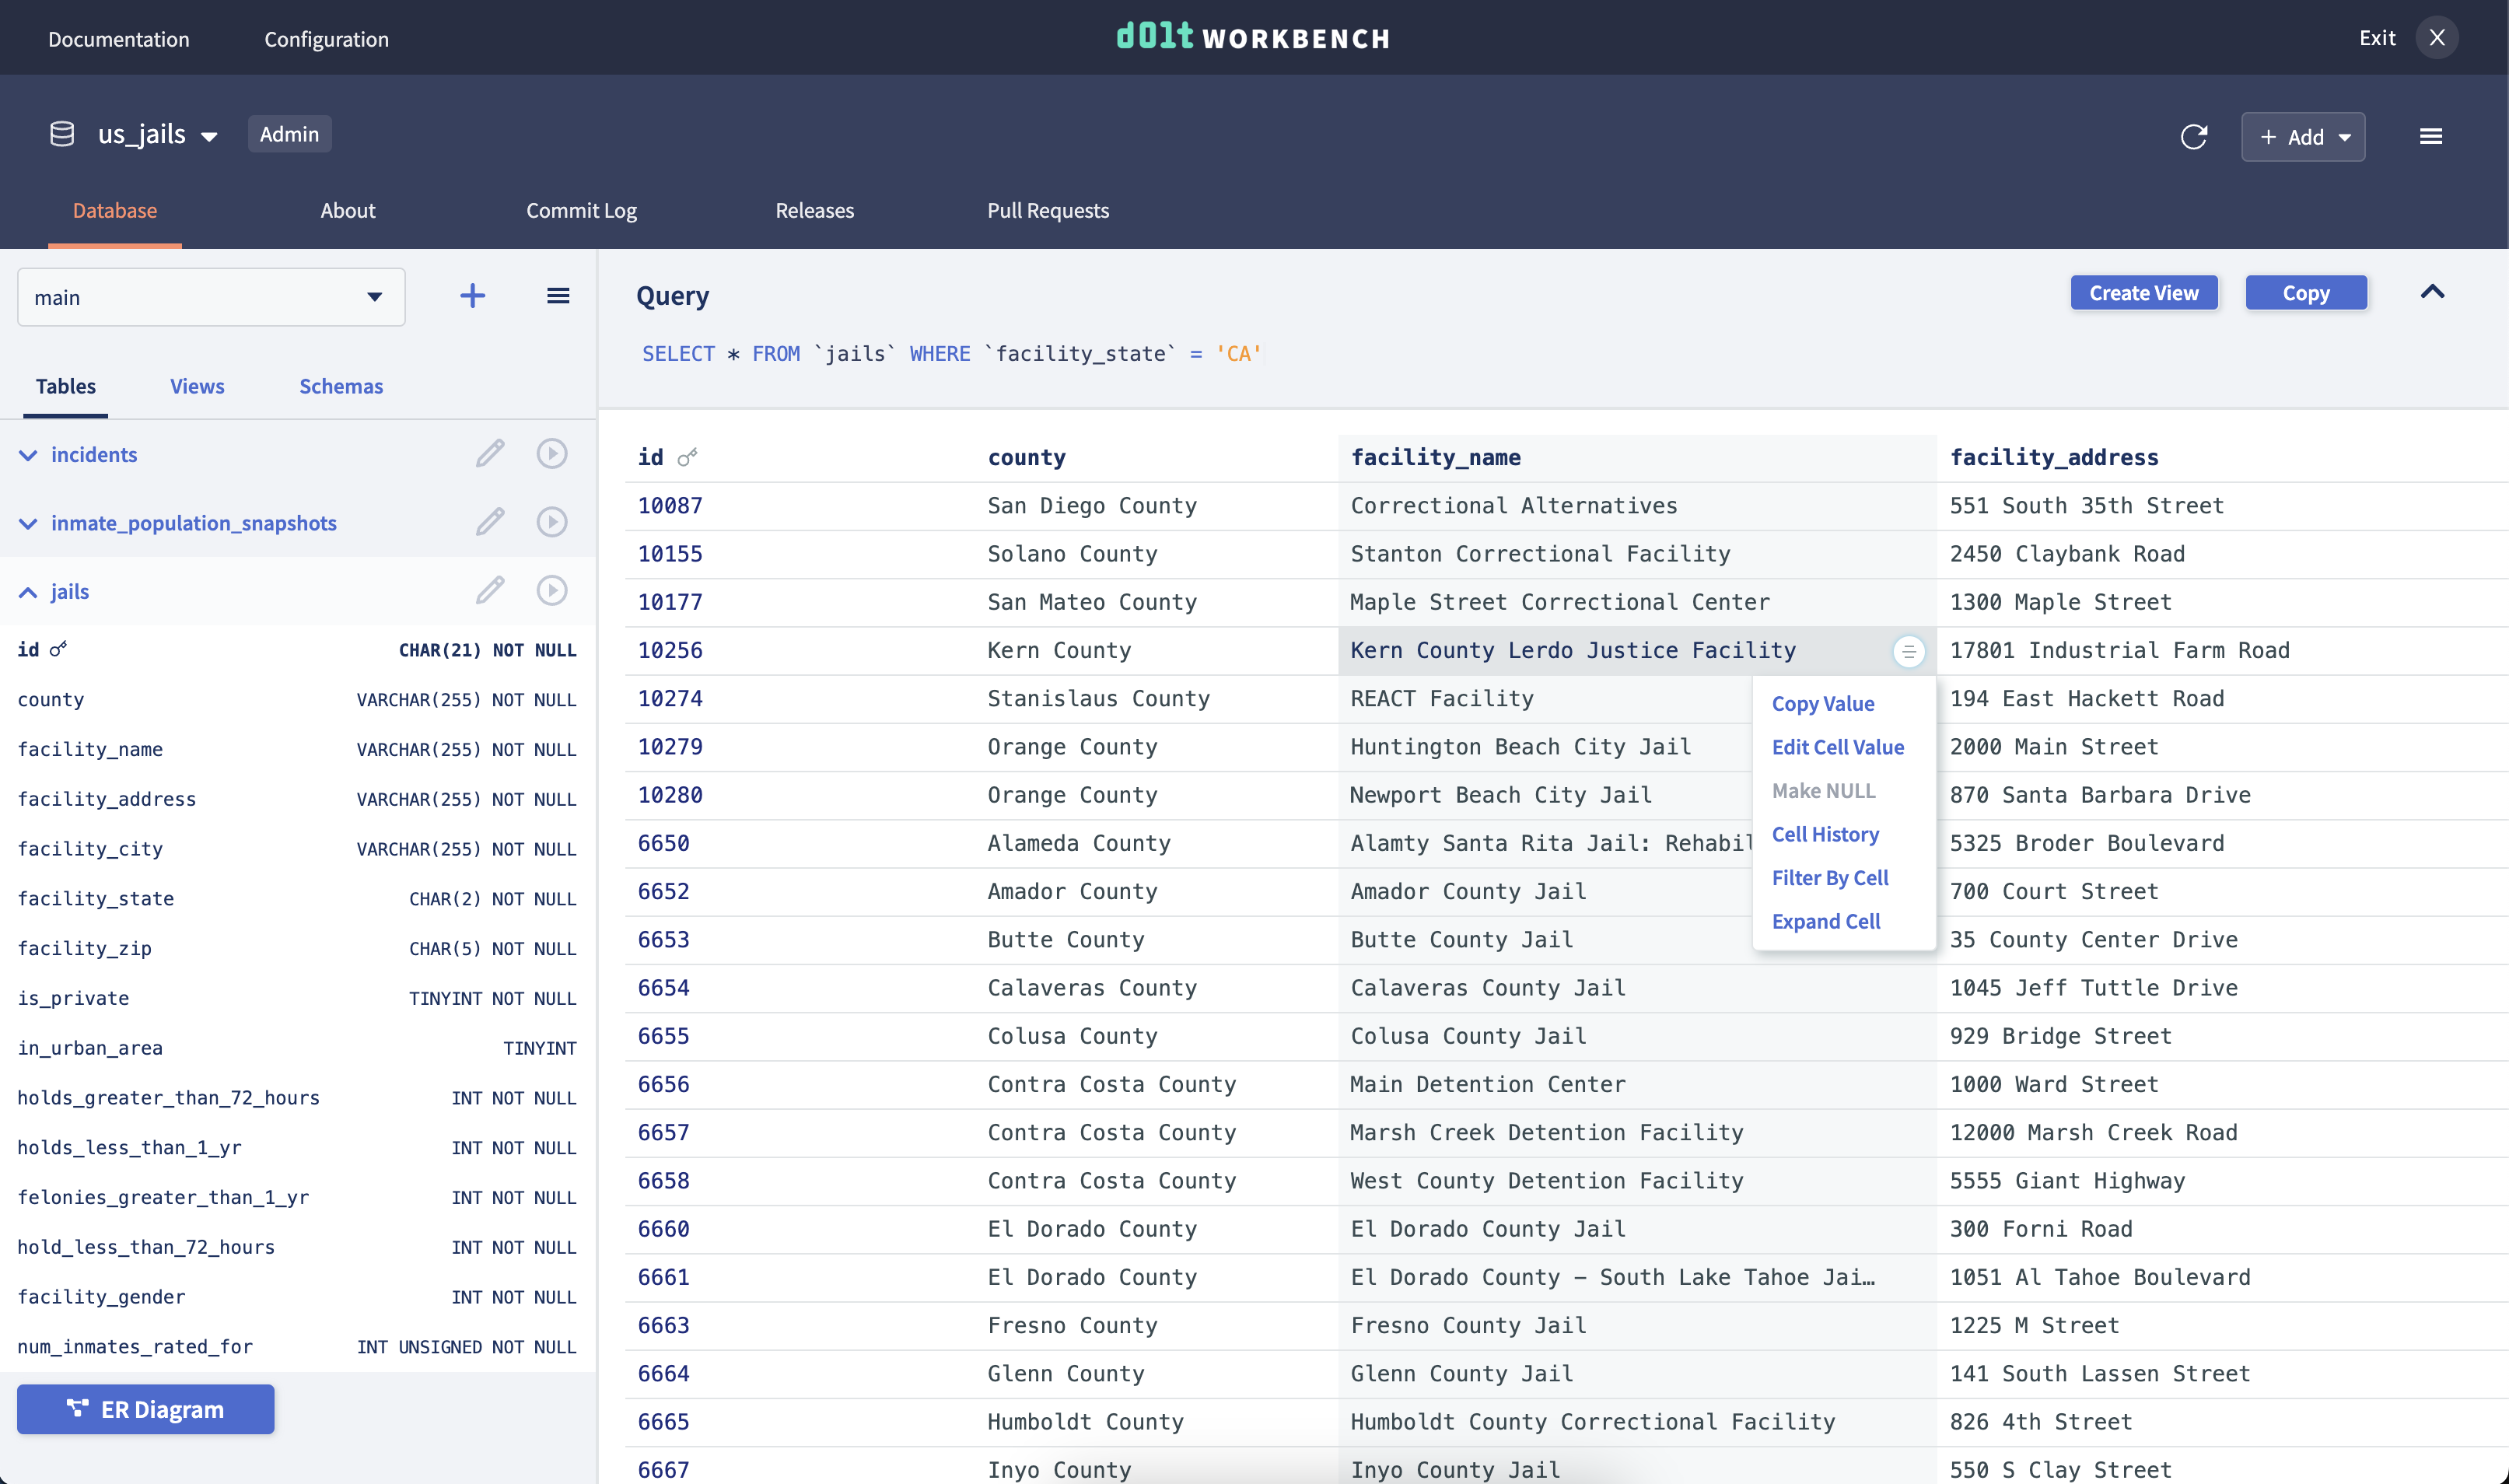 Documentation Configuration dolt WORKBENCH Exit X
us_jails Admin + Add
Database About Commit Log Releases Pull Requests
main
Tables Views Schemas
incidents
inmate_population_snapshots
jails
id CHAR(21) NOT NULL
county VARCHAR(255) NOT NULL
facility_name VARCHAR(255) NOT NULL
facility_address VARCHAR(255) NOT NULL
facility_city VARCHAR(255) NOT NULL
facility_state CHAR(2) NOT NULL
facility_zip CHAR(5) NOT NULL
is_private TINYINT NOT NULL
in_urban_area TINYINT
holds_greater_than_72_hours INT NOT NULL
holds_less_than_1_yr INT NOT NULL
felonies_greater_than_1_yr INT NOT NULL
hold_less_than_72_hours INT NOT NULL
facility_gender INT NOT NULL
num_inmates_rated_for INT UNSIGNED NOT NULL
ER Diagram
Query Create View Copy
SELECT * FROM `jails` WHERE `facility_state` = 'CA'
id county facility_name facility_address
10087 San Diego County Correctional Alternatives 551 South 35th Street
10155 Solano County Stanton Correctional Facility 2450 Claybank Road
10177 San Mateo County Maple Street Correctional Center 1300 Maple Street
10256 Kern County Kern County Lerdo Justice Facility 17801 Industrial Farm Road
10274 Stanislaus County REACT Facility 194 East Hackett Road
10279 Orange County Huntington Beach City Jail 2000 Main Street
10280 Orange County Newport Beach City Jail 870 Santa Barbara Drive
6650 Alameda County Alamty Santa Rita Jail: Rehabil 5325 Broder Boulevard
6652 Amador County Amador County Jail 700 Court Street
6653 Butte County Butte County Jail 35 County Center Drive
6654 Calaveras County Calaveras County Jail 1045 Jeff Tuttle Drive
6655 Colusa County Colusa County Jail 929 Bridge Street
6656 Contra Costa County Main Detention Center 1000 Ward Street
6657 Contra Costa County Marsh Creek Detention Facility 12000 Marsh Creek Road
6658 Contra Costa County West County Detention Facility 5555 Giant Highway
6660 El Dorado County El Dorado County Jail 300 Forni Road
6661 El Dorado County El Dorado County – South Lake Tahoe Jai… 1051 Al Tahoe Boulevard
6663 Fresno County Fresno County Jail 1225 M Street
6664 Glenn County Glenn County Jail 141 South Lassen Street
6665 Humboldt County Humboldt County Correctional Facility 826 4th Street
6667 Inyo County Inyo County Jail 550 S Clay Street
Copy Value
Edit Cell Value
Make NULL
Cell History
Filter By Cell
Expand Cell